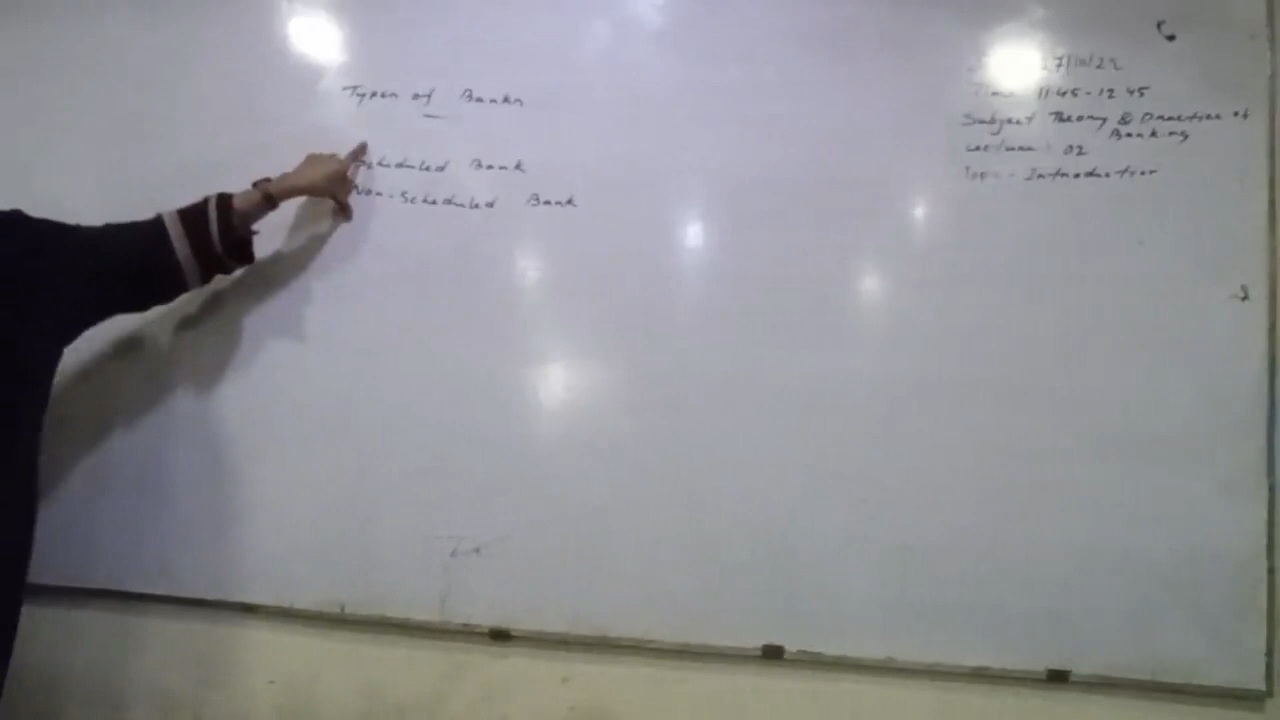 Types of Banks
Scheduled Bank
Non-Scheduled Bank
Time 11:45-12:45
Subject Theory & Practice of
Banking
Lecture: 02
Topic - Introduction